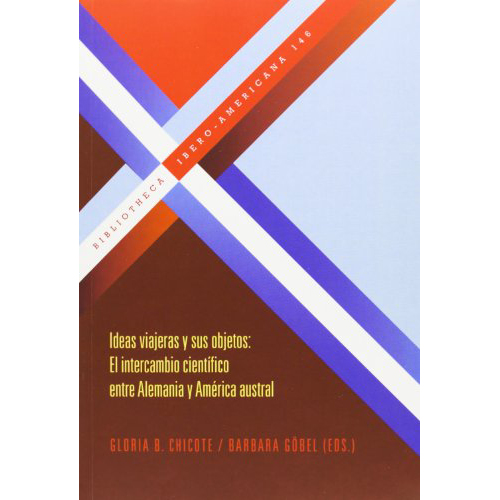 BIBLIOTHECA IBERO-AMERICANA 146
Ideas viajeras y sus objetos:
El intercambio científico
entre Alemania y América austral
GLORIA B. CHICOTE / BARBARA GÖBEL (EDS.)